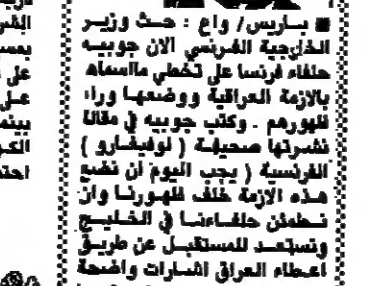 باريس/ واع : حث وزير
الخارجية الفرنسي الان جوبيه
حلفاء فرنسا على تخطي مااسماه
بالازمة العراقية ووضعها وراء
ظهورهم . وكتب جوبيه في مقالة
نشرتها صحيفة ( لوفيغارو )
الفرنسية ( يجب اليوم ان نضع
هذه الازمة خلف ظهورنا وان
نطمئن حلفاءنا في الخليج
ونستعد للمستقبل عن طريق
اعطاء العراق اشارات واضحة